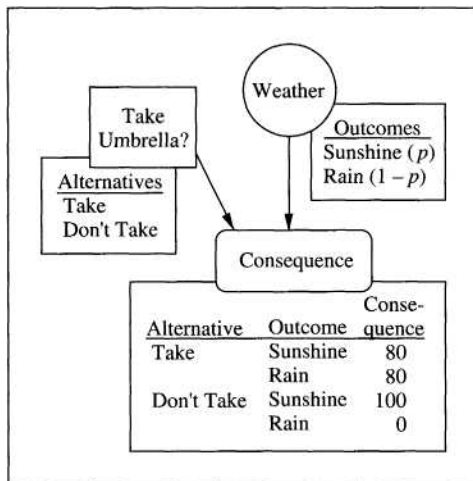 Take
Umbrella?
Alternatives
Take
Don't Take
Weather
Outcomes
Sunshine (p)
Rain (1 – p)
Consequence
Conse-
Alternative Outcome quence
Take Sunshine 80
Rain 80
Don't Take Sunshine 100
Rain 0